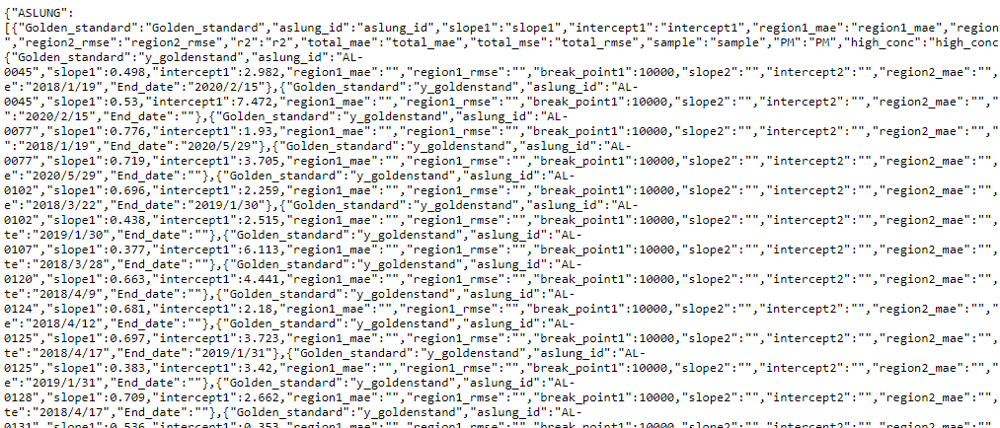 {"ASLUNG":
[{"Golden_standard":"Golden_standard","aslung_id":"aslung_id","slope1":"slope1","intercept1":"intercept1","region1_mae":"region1_mae","region
","region2_rmse":"region2_rmse","r2":"r2","total_mae":"total_mae","total_mse":"total_rmse","sample":"sample","PM":"PM","high_conc":"high_conc
{"Golden_standard":"y_goldenstand","aslung_id":"AL-
0045","slope1":0.498,"intercept1":2.982,"region1_mae":"","region1_rmse":"","break_point1":10000,"slope2":"","intercept2":"","region2_mae":"",
e":"2018/1/19","End_date":"2020/2/15"},{"Golden_standard":"y_goldenstand","aslung_id":"AL-
0045","slope1":0.53,"intercept1":7.472,"region1_mae":"","region1_rmse":"","break_point1":10000,"slope2":"","intercept2":"","region2_mae":"","
":"2020/2/15","End_date":""},{"Golden_standard":"y_goldenstand","aslung_id":"AL-
0077","slope1":0.776,"intercept1":1.93,"region1_mae":"","region1_rmse":"","break_point1":10000,"slope2":"","intercept2":"","region2_mae":"","
":"2018/1/19","End_date":"2020/5/29"},{"Golden_standard":"y_goldenstand","aslung_id":"AL-
0077","slope1":0.719,"intercept1":3.705,"region1_mae":"","region1_rmse":"","break_point1":10000,"slope2":"","intercept2":"","region2_mae":"",
e":"2020/5/29","End_date":""},{"Golden_standard":"y_goldenstand","aslung_id":"AL-
0102","slope1":0.696,"intercept1":2.259,"region1_mae":"","region1_rmse":"","break_point1":10000,"slope2":"","intercept2":"","region2_mae":"",
e":"2018/3/22","End_date":"2019/1/30"},{"Golden_standard":"y_goldenstand","aslung_id":"AL-
0102","slope1":0.438,"intercept1":2.515,"region1_mae":"","region1_rmse":"","break_point1":10000,"slope2":"","intercept2":"","region2_mae":"",
te":"2019/1/30","End_date":""},{"Golden_standard":"y_goldenstand","aslung_id":"AL-
0107","slope1":0.377,"intercept1":6.113,"region1_mae":"","region1_rmse":"","break_point1":10000,"slope2":"","intercept2":"","region2_mae":"",
te":"2018/3/28","End_date":""},{"Golden_standard":"y_goldenstand","aslung_id":"AL-
0120","slope1":0.663,"intercept1":4.441,"region1_mae":"","region1_rmse":"","break_point1":10000,"slope2":"","intercept2":"","region2_mae":"",
te":"2018/4/9","End_date":""},{"Golden_standard":"y_goldenstand","aslung_id":"AL-
0124","slope1":0.681,"intercept1":2.18,"region1_mae":"","region1_rmse":"","break_point1":10000,"slope2":"","intercept2":"","region2_mae":"","
e":"2018/4/12","End_date":""},{"Golden_standard":"y_goldenstand","aslung_id":"AL-
0125","slope1":0.697,"intercept1":3.723,"region1_mae":"","region1_rmse":"","break_point1":10000,"slope2":"","intercept2":"","region2_mae":"",
e":"2018/4/17","End_date":"2019/1/31"},{"Golden_standard":"y_goldenstand","aslung_id":"AL-
0125","slope1":0.383,"intercept1":3.42,"region1_mae":"","region1_rmse":"","break_point1":10000,"slope2":"","intercept2":"","region2_mae":"","
e":"2019/1/31","End_date":""},{"Golden_standard":"y_goldenstand","aslung_id":"AL-
0128","slope1":0.709,"intercept1":2.662,"region1_mae":"","region1_rmse":"","break_point1":10000,"slope2":"","intercept2":"","region2_mae":"",
te":"2018/4/17","End_date":""},{"Golden_standard":"y_goldenstand","aslung_id":"AL-
0131","slope1":0.536,"intercept1":0.353,"region1_mae":"","region1_rmse":"","break_point1":10000,"slope2":"","intercept2":"","region2_mae":"",